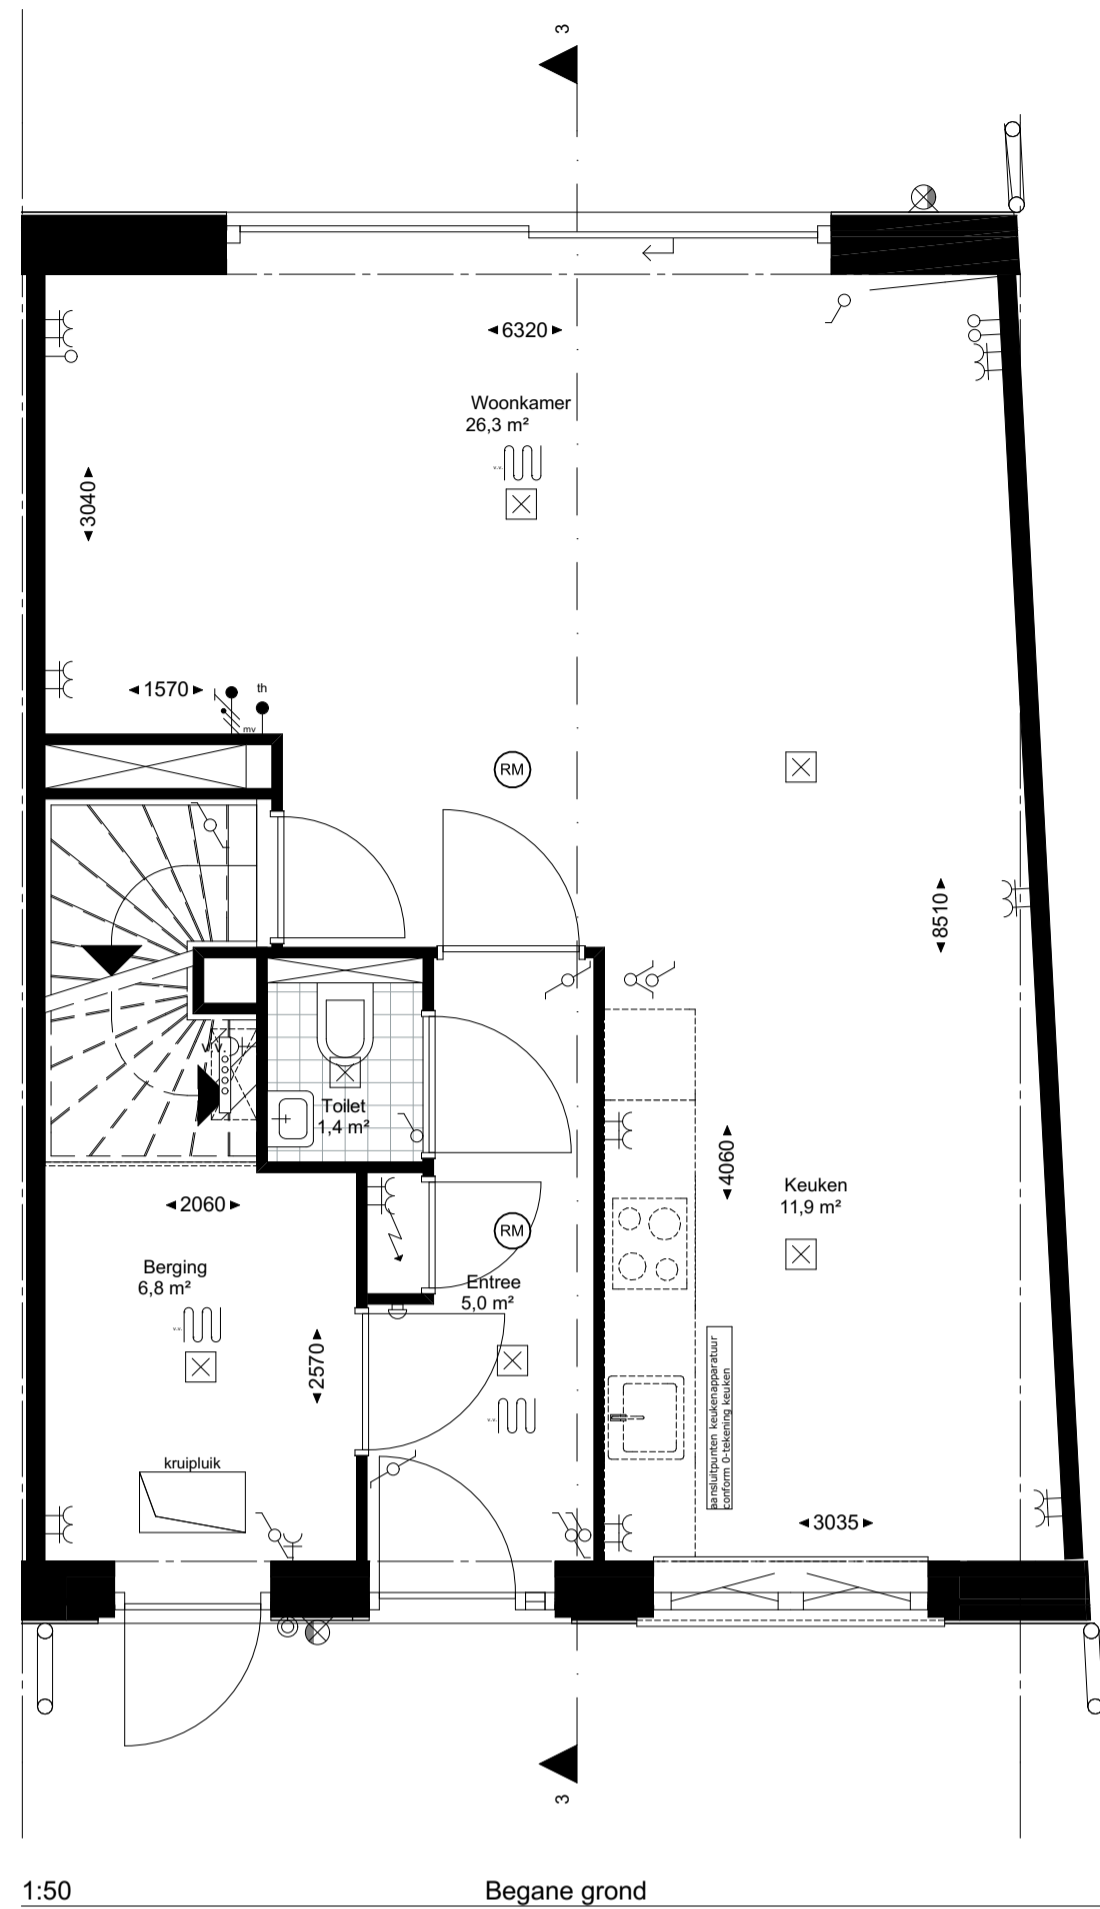 3
6320
Woonkamer
26,3 m²
v.v.
3040
1570
th
mv
RM
8510
Toilet
1,4 m²
4060
Keuken
11,9 m²
2060
RM
Berging
6,8 m²
Entree
5,0 m²
v.v.
2570
v.v.
aansluitpunten keukenapparatuur
conform 0-tekening keuken
kruipluik
3035
3
1:50
Begane grond